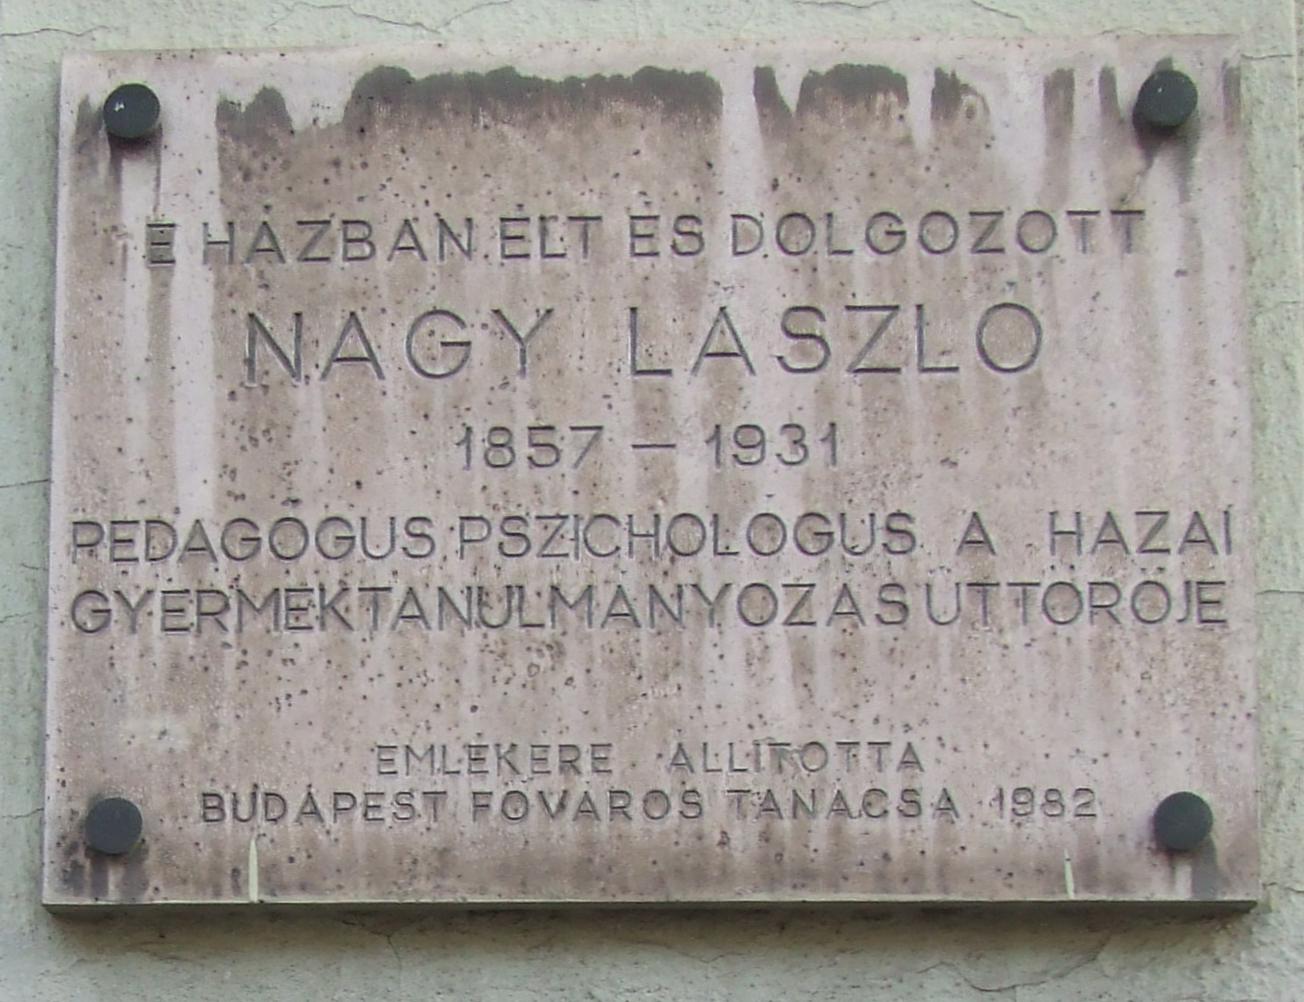 E HÁZBAN ÉLT ÉS DOLGOZOTT
NAGY LÁSZLÓ
1857 – 1931
PEDAGÓGUS PSZICHOLÓGUS A HAZAI
GYERMEKTANULMÁNYOZÁS ÚTTÖRŐJE
EMLÉKÉRE ÁLLÍTOTTA
BUDAPEST FŐVÁROS TANÁCSA 1982